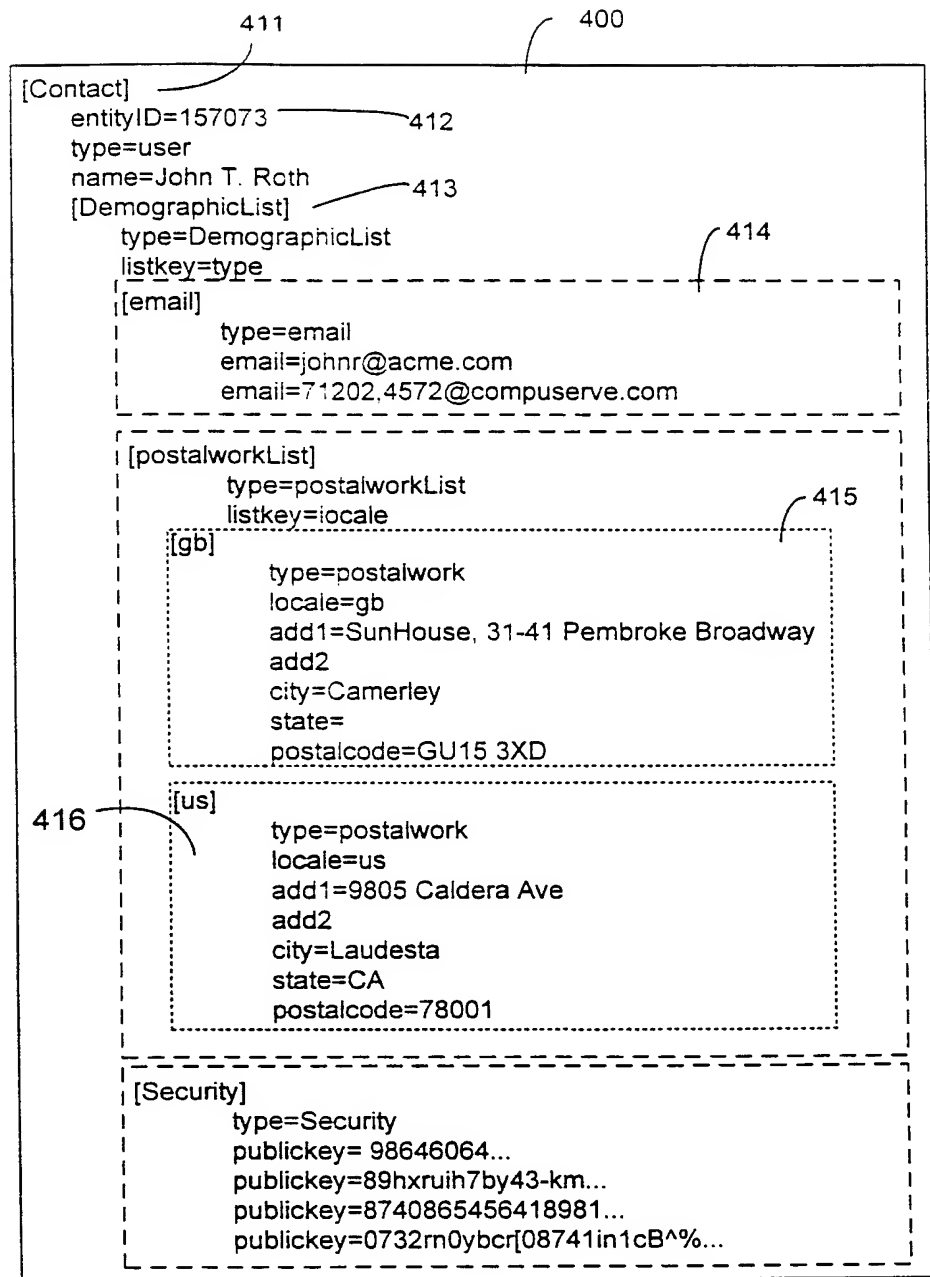 411
400
[Contact]
entityID=157073
412
type=user
name=John T. Roth
413
[DemographicList]
type=DemographicList
414
listkey=type
[email]
type=email
email=johnr@acme.com
email=71202,4572@compuserve.com
[postalworkList]
type=postalworkList
415
listkey=locale
[gb]
type=postalwork
locale=gb
add1=SunHouse, 31-41 Pembroke Broadway
add2
city=Camerley
state=
postalcode=GU15 3XD
[us]
416
type=postalwork
locale=us
add1=9805 Caldera Ave
add2
city=Laudesta
state=CA
postalcode=78001
[Security]
type=Security
publickey= 98646064...
publickey=89hxruih7by43-km...
publickey=8740865456418981...
publickey=0732rn0ybcr[08741in1cB^%...